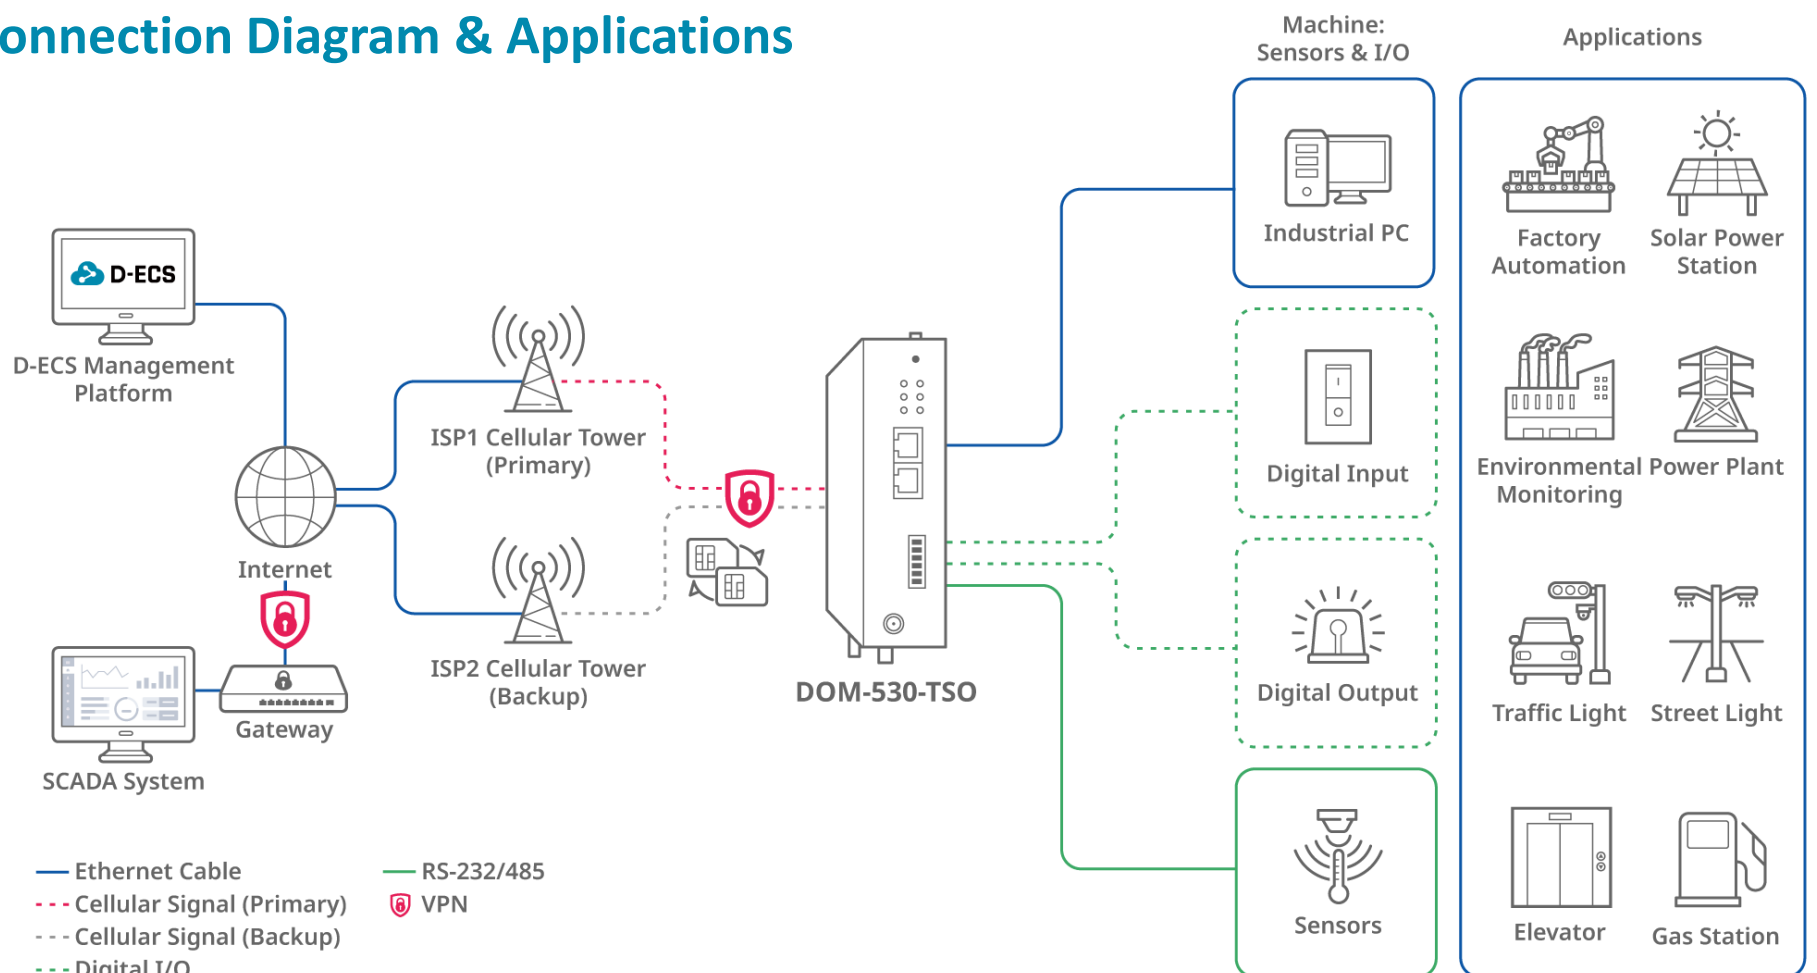 onnection Diagram & Applications
Machine:
Sensors & I/O
Applications
Industrial PC
Factory
Automation
Solar Power
Station
D-ECS
D-ECS Management
Platform
ISP1 Cellular Tower
(Primary)
Digital Input
Environmental
Monitoring
Power Plant
Internet
ISP2 Cellular Tower
(Backup)
DOM-530-TSO
Digital Output
Traffic Light
Street Light
Gateway
SCADA System
Ethernet Cable
Cellular Signal (Primary)
Cellular Signal (Backup)
Digital I/O
RS-232/485
VPN
Sensors
Elevator
Gas Station